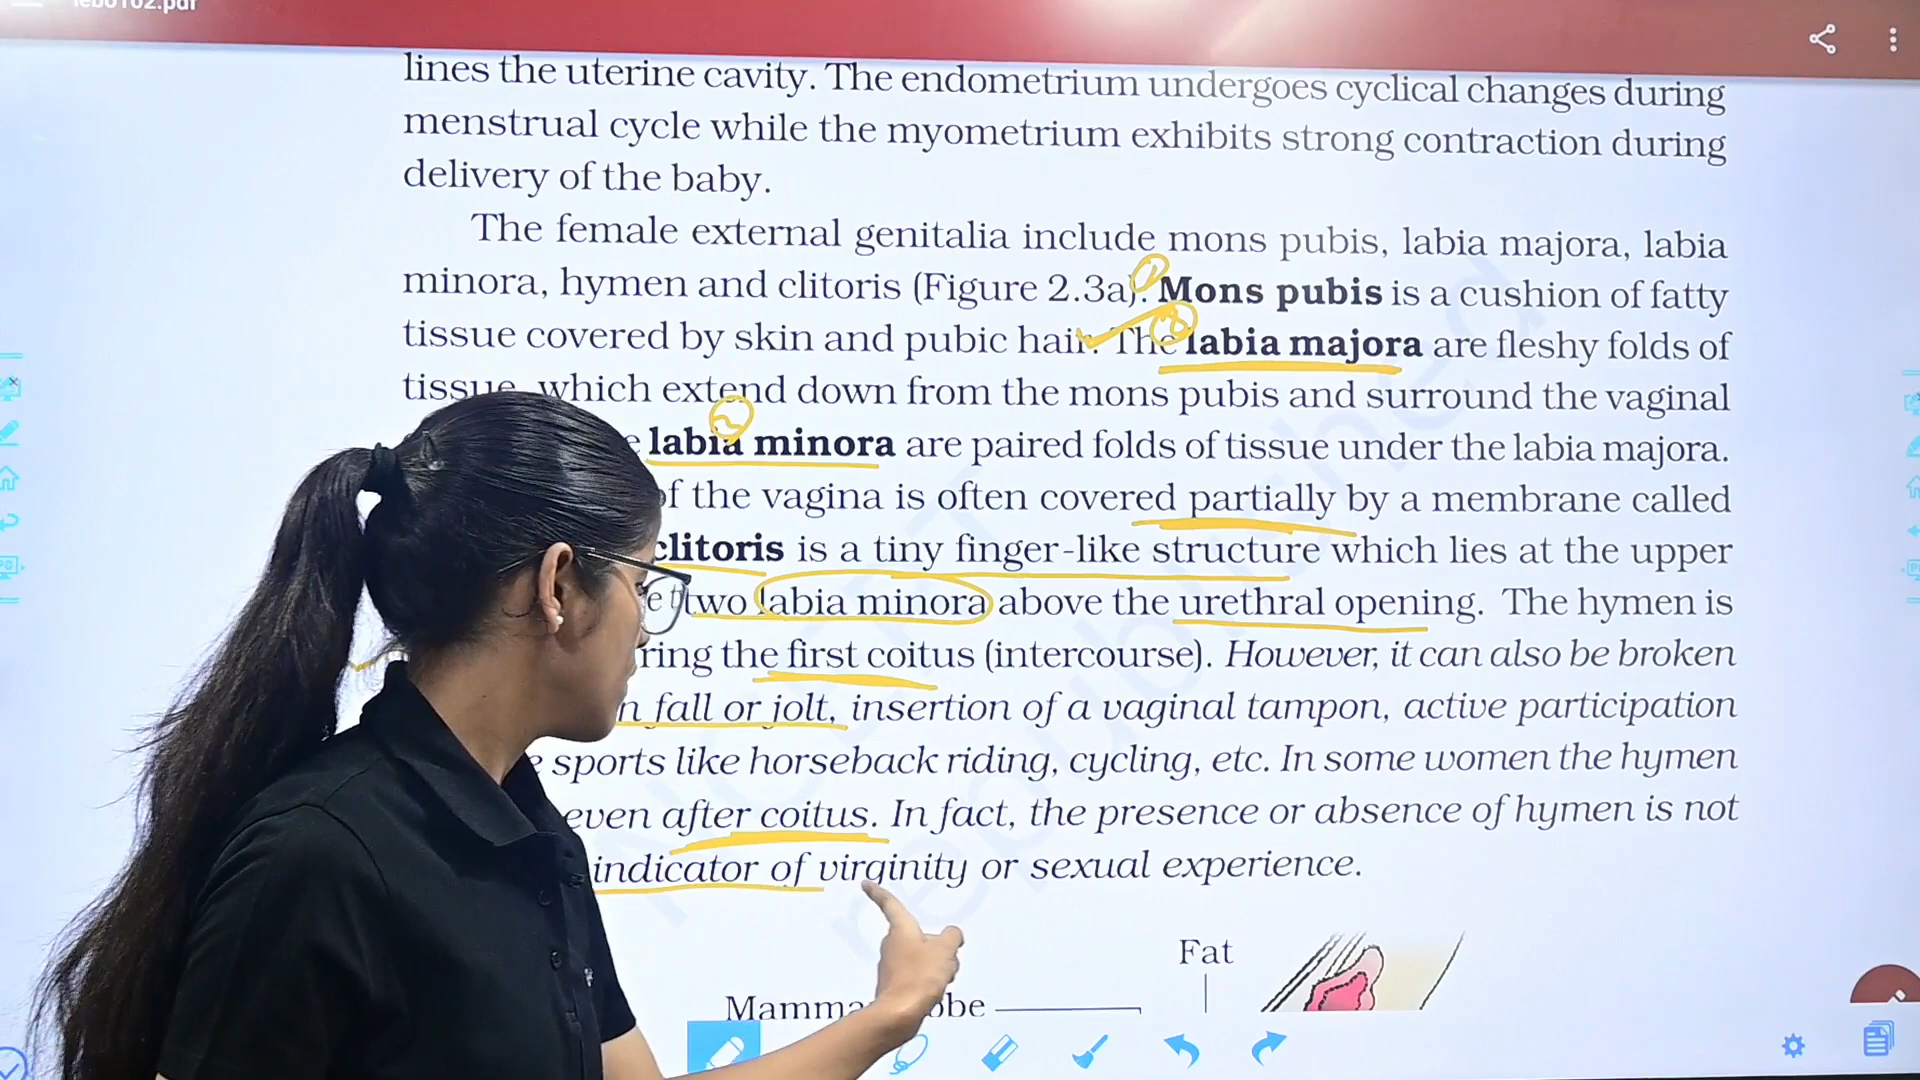 lebo102.pdf
lines the uterine cavity. The endometrium undergoes cyclical changes during
menstrual cycle while the myometrium exhibits strong contraction during
delivery of the baby.
The female external genitalia include mons pubis, labia majora, labia
minora, hymen and clitoris (Figure 2.3a). Mons pubis is a cushion of fatty
tissue covered by skin and pubic hair. The labia majora are fleshy folds of
tissue, which extend down from the mons pubis and surround the vaginal
labia minora are paired folds of tissue under the labia majora.
of the vagina is often covered partially by a membrane called
clitoris is a tiny finger-like structure which lies at the upper
two labia minora above the urethral opening. The hymen is
ring the first coitus (intercourse). However, it can also be broken
n fall or jolt, insertion of a vaginal tampon, active participation
sports like horseback riding, cycling, etc. In some women the hymen
even after coitus. In fact, the presence or absence of hymen is not
indicator of virginity or sexual experience.
Fat
Mamma obe